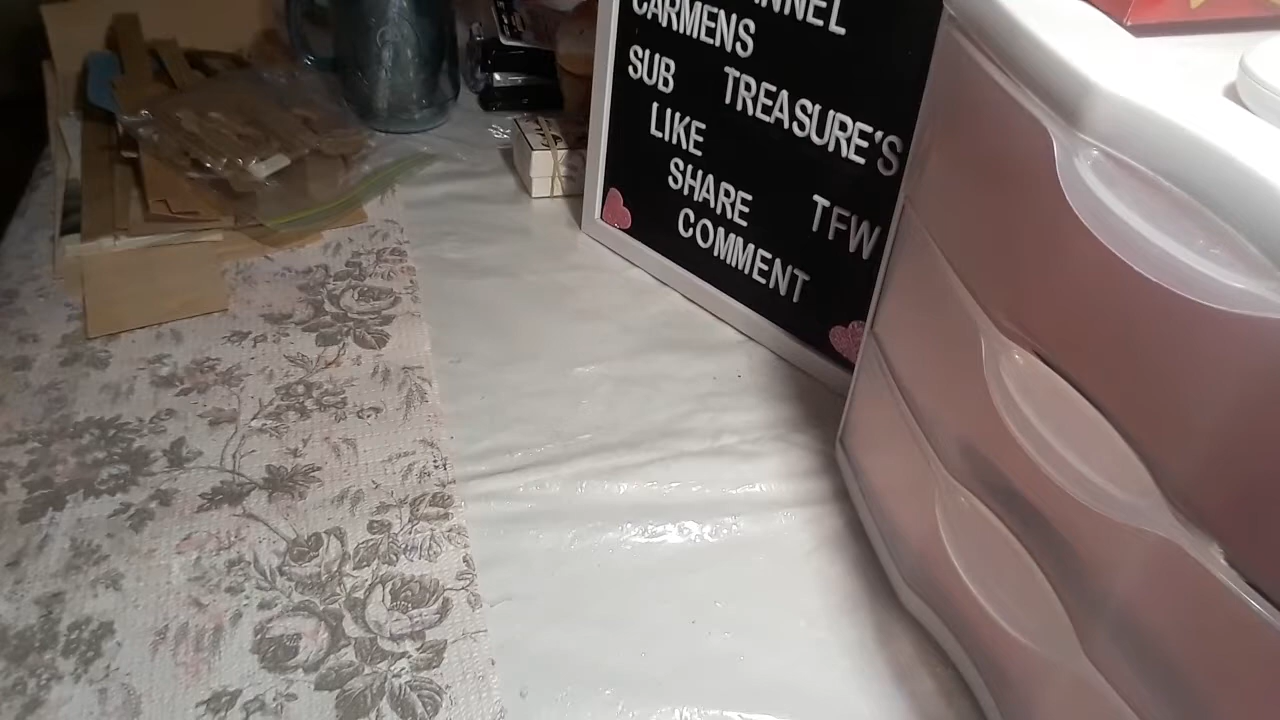 CARMENS
SUB TREASURE'S
LIKE
SHARE TFW
COMMENT